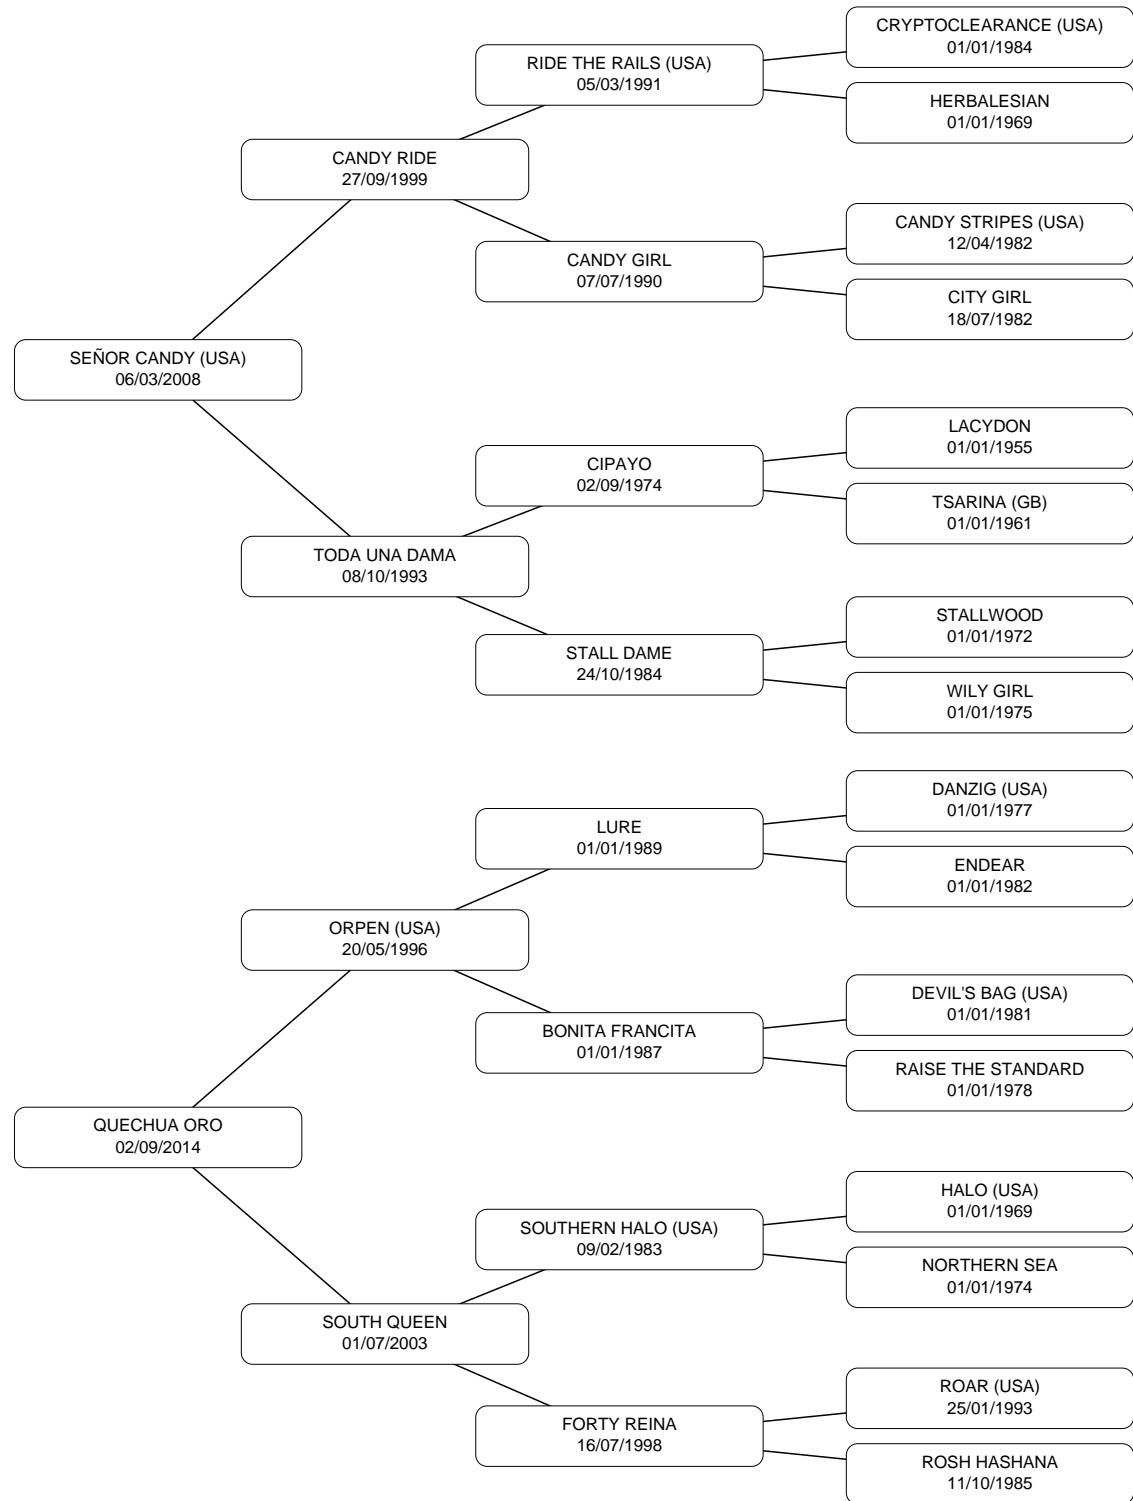 CRYPTOCLEARANCE (USA)
01/01/1984
RIDE THE RAILS (USA)
05/03/1991
HERBALESIAN
01/01/1969
CANDY RIDE
27/09/1999
CANDY STRIPES (USA)
12/04/1982
CANDY GIRL
07/07/1990
CITY GIRL
18/07/1982
SEÑOR CANDY (USA)
06/03/2008
LACYDON
01/01/1955
CIPAYO
02/09/1974
TSARINA (GB)
01/01/1961
TODA UNA DAMA
08/10/1993
STALLWOOD
01/01/1972
STALL DAME
24/10/1984
WILY GIRL
01/01/1975
DANZIG (USA)
01/01/1977
LURE
01/01/1989
ENDEAR
01/01/1982
ORPEN (USA)
20/05/1996
DEVIL'S BAG (USA)
01/01/1981
BONITA FRANCITA
01/01/1987
RAISE THE STANDARD
01/01/1978
QUECHUA ORO
02/09/2014
HALO (USA)
01/01/1969
SOUTHERN HALO (USA)
09/02/1983
NORTHERN SEA
01/01/1974
SOUTH QUEEN
01/07/2003
ROAR (USA)
25/01/1993
FORTY REINA
16/07/1998
ROSH HASHANA
11/10/1985